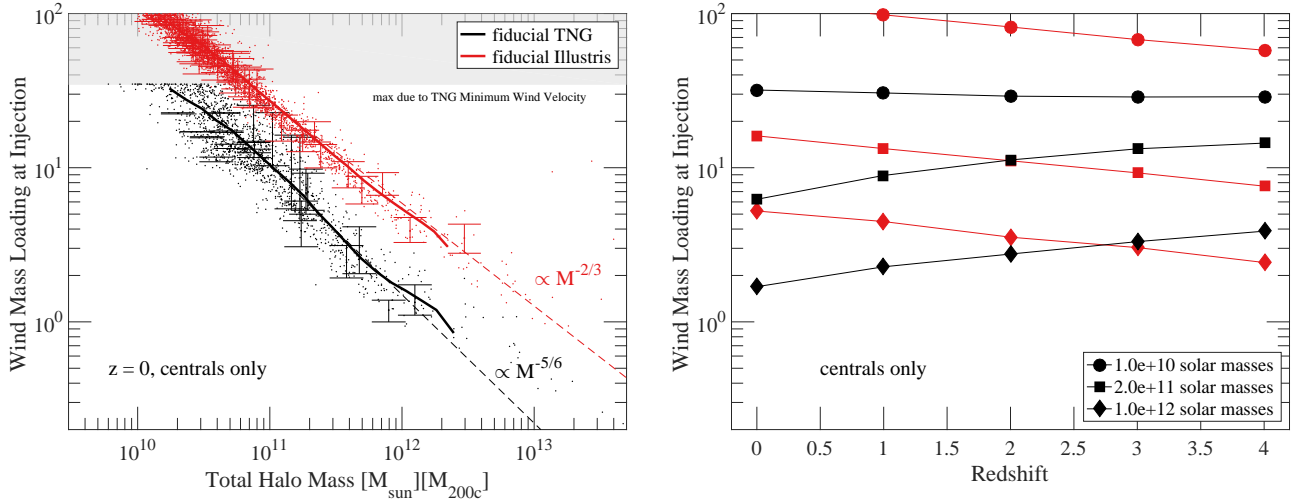 10^2
10^1
10^0
Wind Mass Loading at Injection
fiducial TNG
fiducial Illustris
max due to TNG Minimum Wind Velocity
∝ M^-2/3
∝ M^-5/6
z = 0, centrals only
10^10
10^11
10^12
10^13
Total Halo Mass [M_sun][M_200c]
10^2
10^1
10^0
Wind Mass Loading at Injection
centrals only
1.0e+10 solar masses
2.0e+11 solar masses
1.0e+12 solar masses
0
0.5
1
1.5
2
2.5
3
3.5
4
Redshift